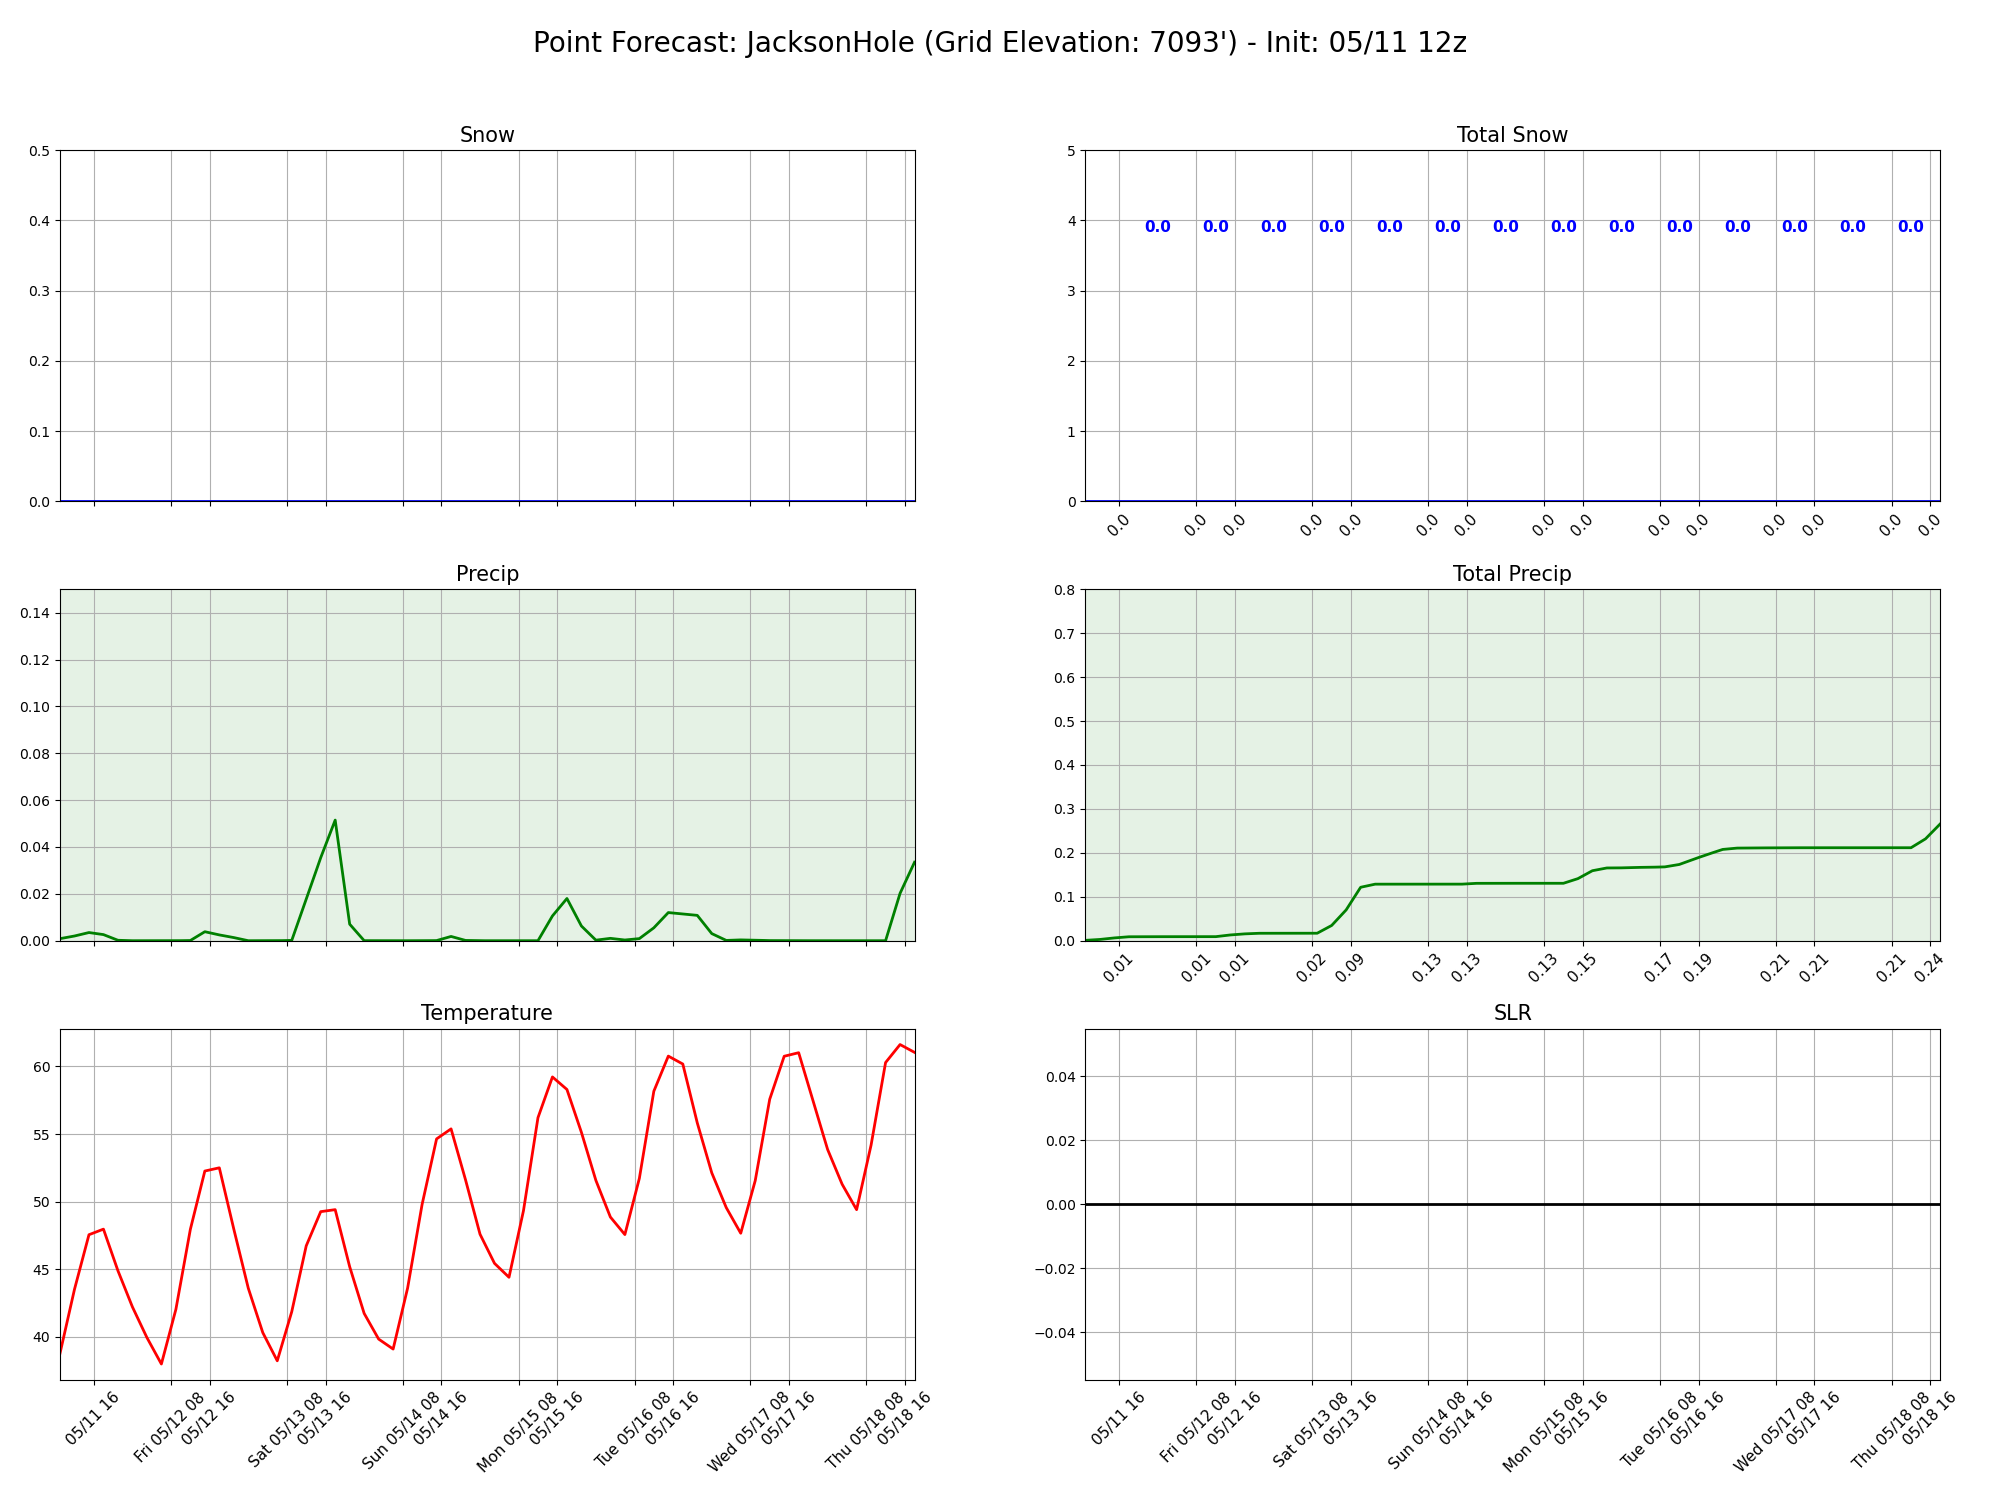 Point Forecast: JacksonHole (Grid Elevation: 7093') - Init: 05/11 12z
Snow
0.5
0.4
0.3
0.2
0.1
0.0
Total Snow
5
4
3
2
1
0
0.0 0.0 0.0 0.0 0.0 0.0 0.0 0.0 0.0 0.0 0.0 0.0 0.0 0.0
0.0 0.0 0.0 0.0 0.0 0.0 0.0 0.0 0.0 0.0 0.0 0.0 0.0 0.0 0.0
Precip
0.14
0.12
0.10
0.08
0.06
0.04
0.02
0.00
Total Precip
0.8
0.7
0.6
0.5
0.4
0.3
0.2
0.1
0.0
0.01 0.01 0.01 0.02 0.09 0.13 0.13 0.13 0.15 0.17 0.19 0.21 0.21 0.21 0.24
Temperature
60
55
50
45
40
05/11 16
Fri 05/12 08
05/12 16
Sat 05/13 08
05/13 16
Sun 05/14 08
05/14 16
Mon 05/15 08
05/15 16
Tue 05/16 08
05/16 16
Wed 05/17 08
05/17 16
Thu 05/18 08
05/18 16
SLR
0.04
0.02
0.00
−0.02
−0.04
05/11 16
Fri 05/12 08
05/12 16
Sat 05/13 08
05/13 16
Sun 05/14 08
05/14 16
Mon 05/15 08
05/15 16
Tue 05/16 08
05/16 16
Wed 05/17 08
05/17 16
Thu 05/18 08
05/18 16